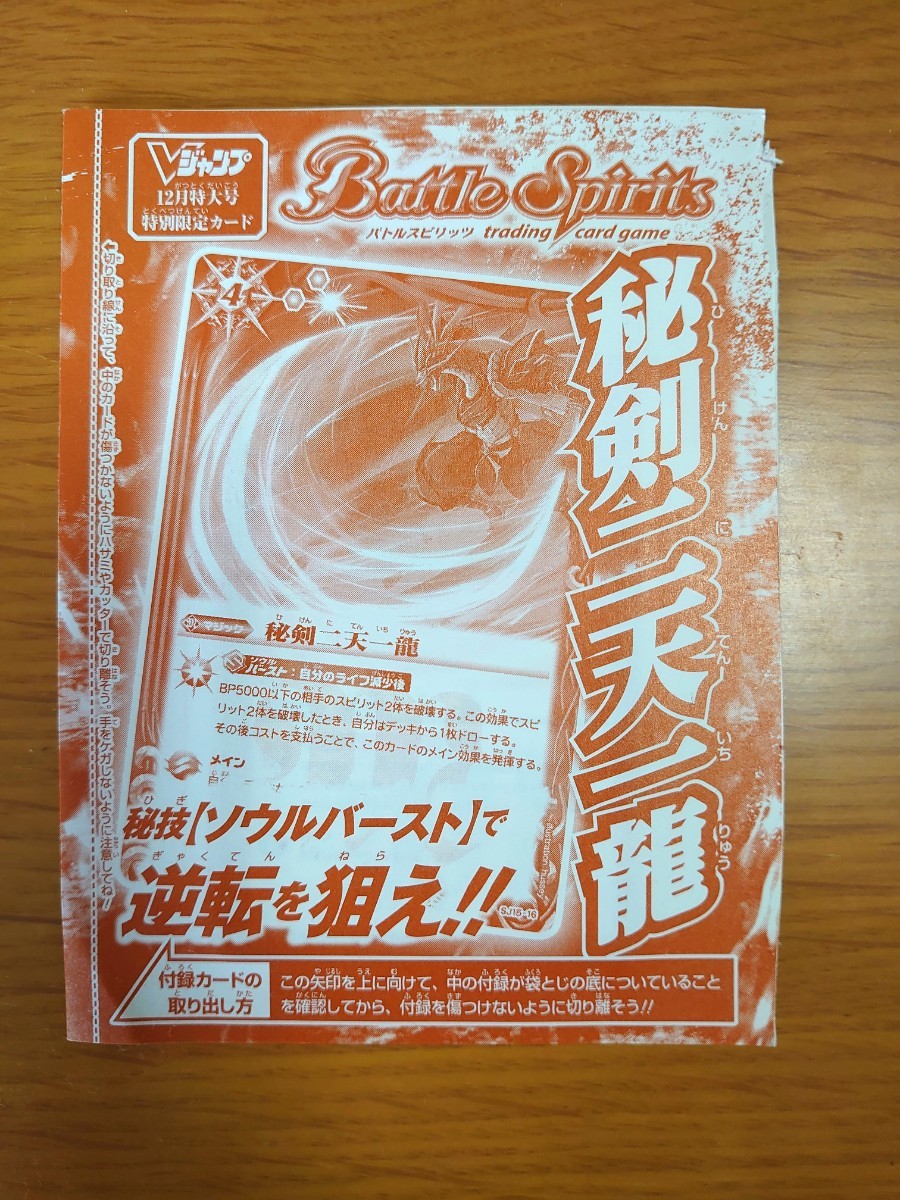 Vジャンプ
12月特大号
特別限定カード
Battle Spirits
バトルスピリッツ trading card game
秘剣二天一龍
ひけんにてんいちりゅう
切り取り線に沿って、中のカードが傷つかないようにハサミやカッターで切り離そう。手をケガしないように注意してね!!
4
マジック
秘剣二天一龍
ソウルバースト:自分のライフ減少後
BP5000以下の相手のスピリット2体を破壊する。この効果でスピ
リット2体を破壊したとき、自分はデッキから1枚ドローする。
その後コストを支払うことで、このカードのメイン効果を発揮する。
メイン
秘技【ソウルバースト】で
逆転を狙え!!
SJ15-16
付録カードの
取り出し方
この矢印を上に向けて、中の付録が袋とじの底についていること
を確認してから、付録を傷つけないように切り離そう!!